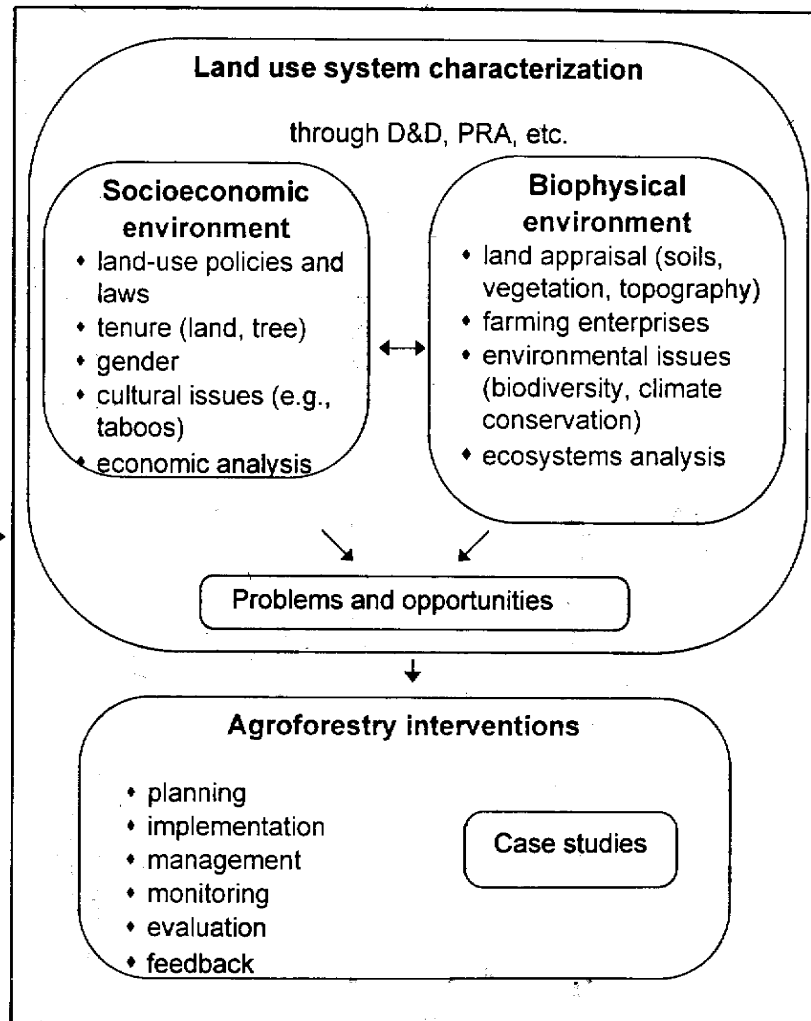 Land use system characterization
through D&D, PRA, etc.
Socioeconomic
environment
♦ land-use policies and
laws
♦ tenure (land, tree)
♦ gender
♦ cultural issues (e.g.,
taboos)
♦ economic analysis
Biophysical
environment
♦ land appraisal (soils,
vegetation, topography)
♦ farming enterprises
♦ environmental issues
(biodiversity, climate
conservation)
♦ ecosystems analysis
Problems and opportunities
Agroforestry interventions
♦ planning
♦ implementation
♦ management
♦ monitoring
♦ evaluation
♦ feedback
Case studies